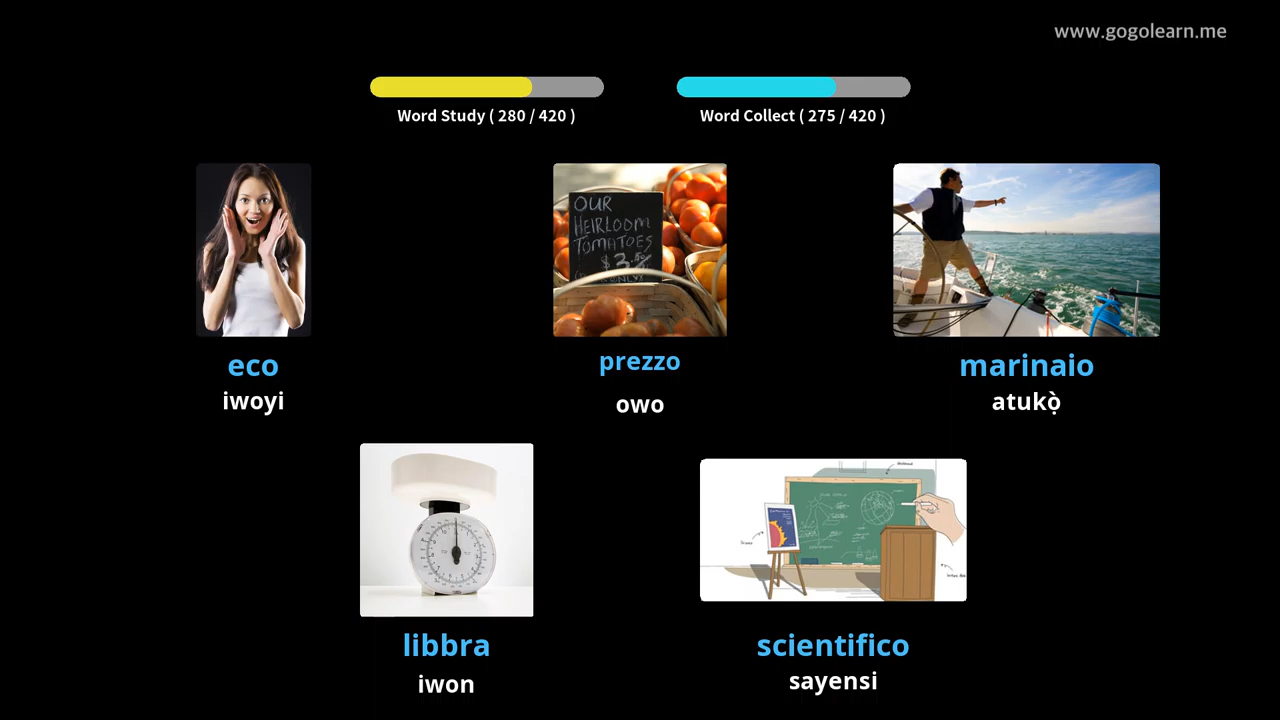 www.gogolearn.me
Word Study ( 280 / 420 )
Word Collect ( 275 / 420 )
OUR
HEIRLOOM
TOMATOES
eco
iwoyi
prezzo
owo
marinaio
atukọ̀
libbra
iwon
scientifico
sayensi